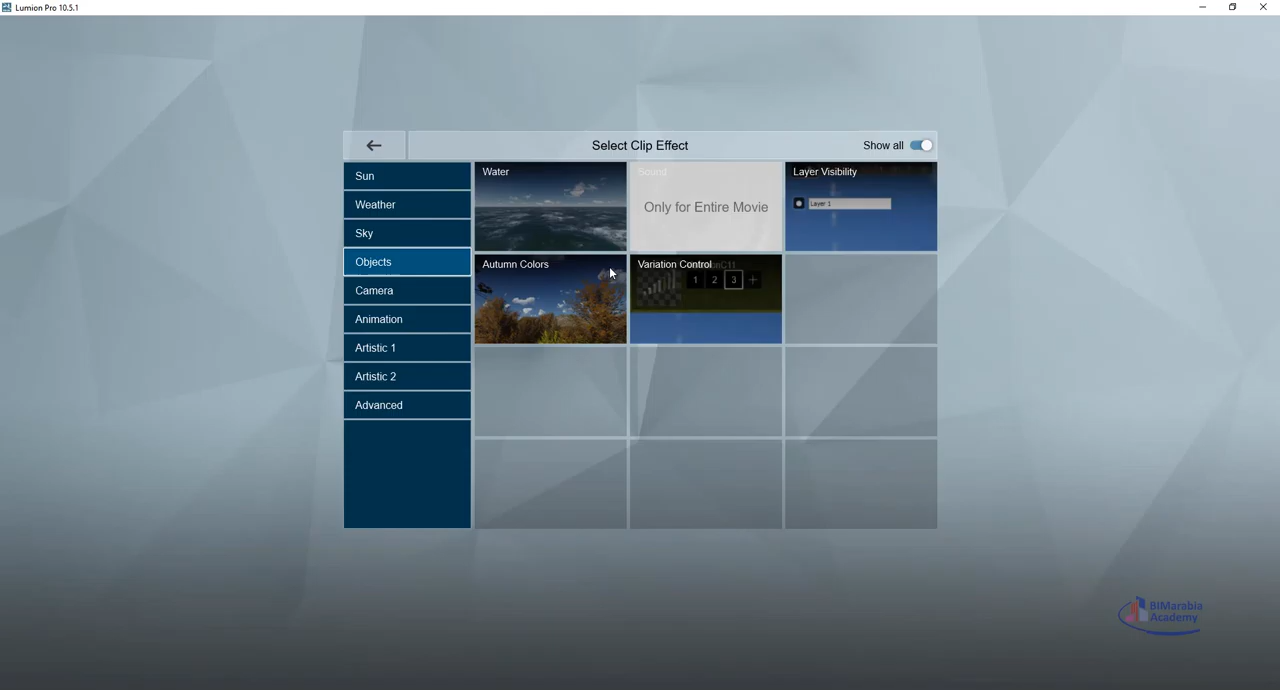 Lumion Pro 10.5.1
Select Clip Effect
Show all
Sun
Weather
Sky
Objects
Camera
Animation
Artistic 1
Artistic 2
Advanced
Water
Sound
Only for Entire Movie
Layer Visibility
Layer 1
Autumn Colors
Variation Control
1 2 3 +
BIMarabia
Academy